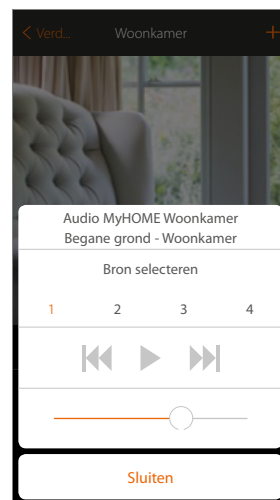 Verd...
Woonkamer
Audio MyHOME Woonkamer
Begane grond - Woonkamer
Bron selecteren
1 2 3 4
Sluiten